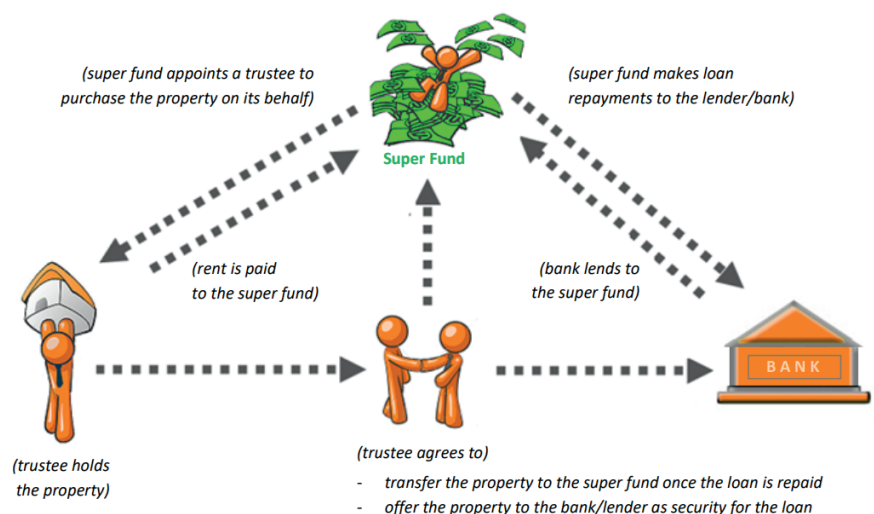 (super fund appoints a trustee to
purchase the property on its behalf)
(super fund makes loan
repayments to the lender/bank)
Super Fund
(rent is paid
to the super fund)
(bank lends to
the super fund)
BANK
(trustee holds
the property)
(trustee agrees to)
- transfer the property to the super fund once the loan is repaid
- offer the property to the bank/lender as security for the loan